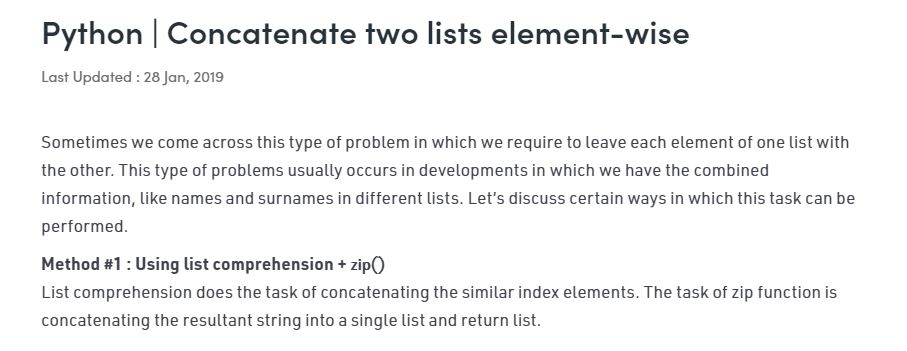 Python | Concatenate two lists element-wise
Last Updated : 28 Jan, 2019
Sometimes we come across this type of problem in which we require to leave each element of one list with
the other. This type of problems usually occurs in developments in which we have the combined
information, like names and surnames in different lists. Let’s discuss certain ways in which this task can be
performed.
Method #1 : Using list comprehension + zip()
List comprehension does the task of concatenating the similar index elements. The task of zip function is
concatenating the resultant string into a single list and return list.